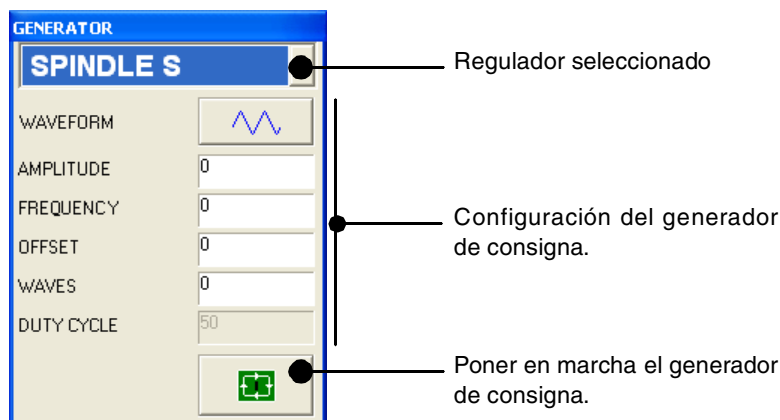 GENERATOR
SPINDLE S
Regulador seleccionado
WAVEFORM
AMPLITUDE 0
FREQUENCY 0
OFFSET 0
WAVES 0
DUTY CYCLE 50
Configuración del generador
de consigna.
Poner en marcha el generador
de consigna.